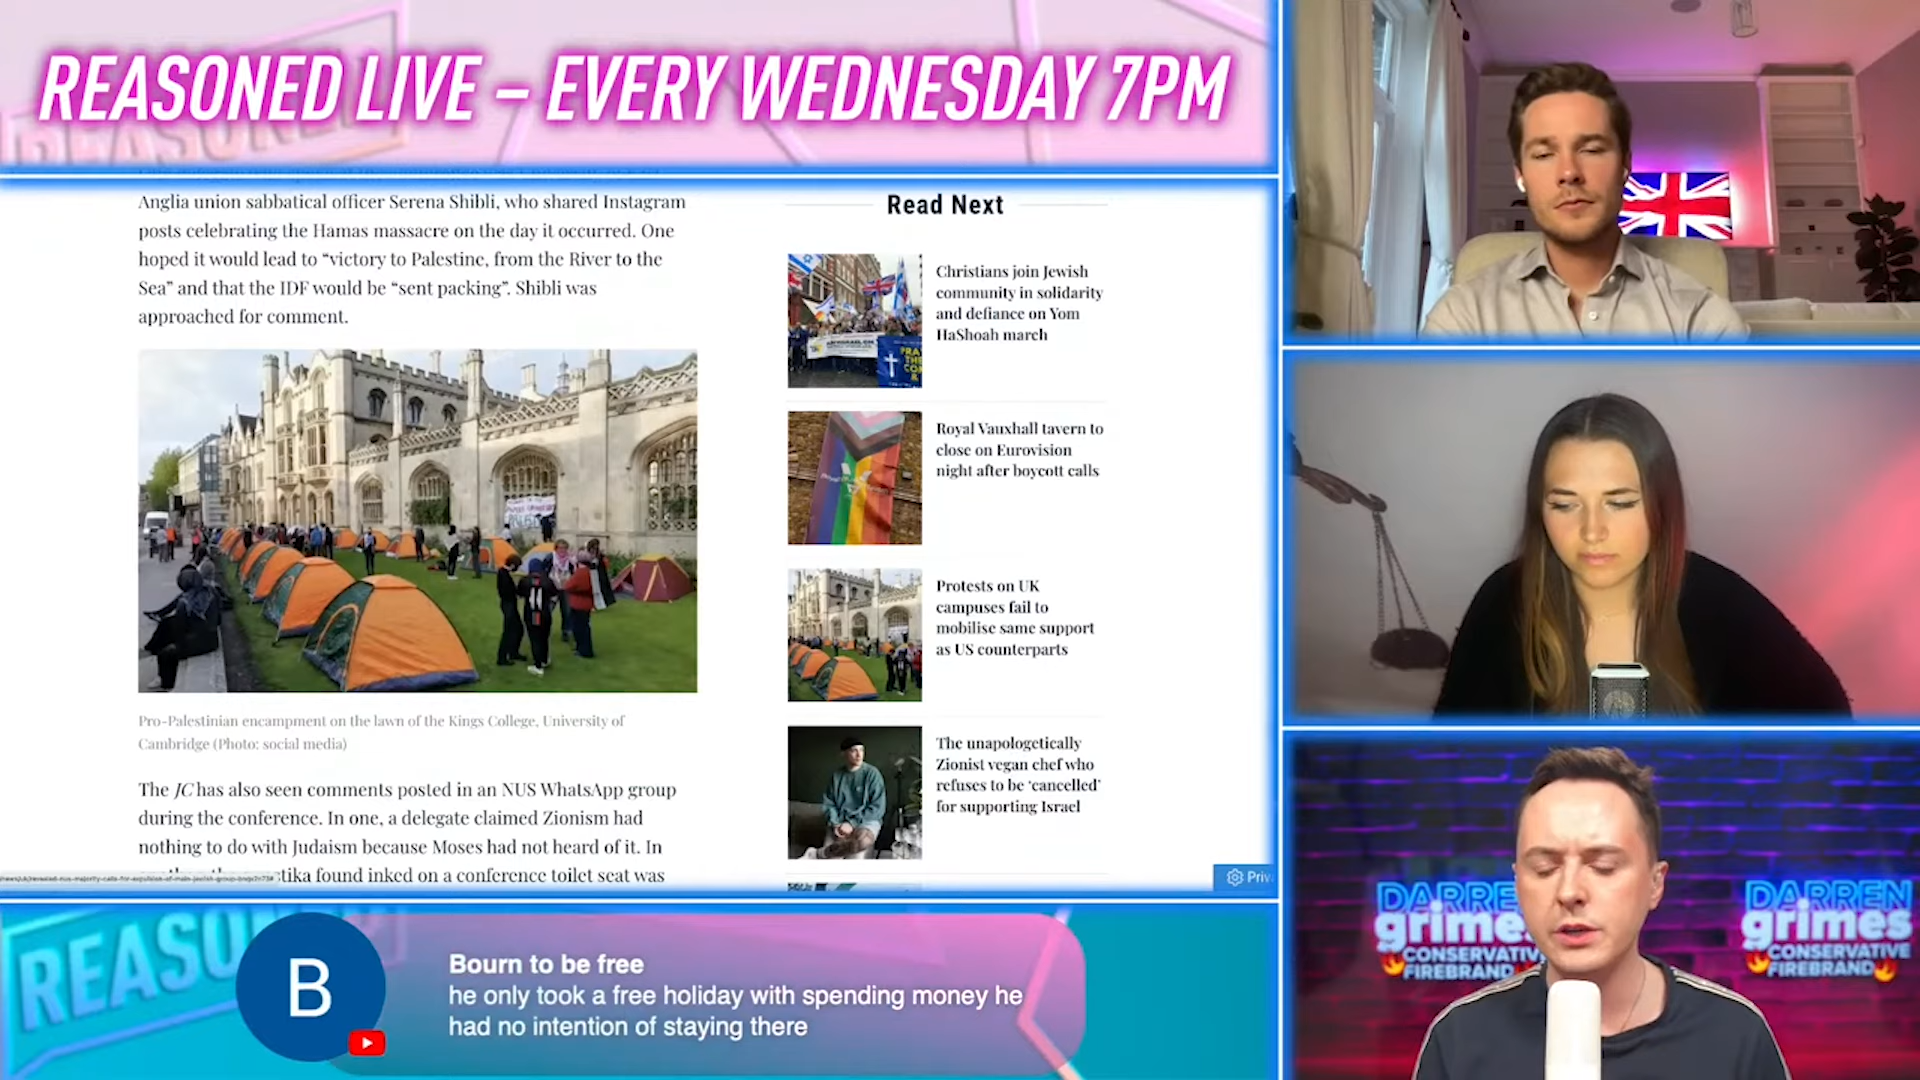 REASONED LIVE – EVERY WEDNESDAY 7PM
Anglia union sabbatical officer Serena Shibli, who shared Instagram
posts celebrating the Hamas massacre on the day it occurred. One
hoped it would lead to “victory to Palestine, from the River to the
Sea” and that the IDF would be “sent packing”. Shibli was
approached for comment.
Pro-Palestinian encampment on the lawn of the Kings College, University of
Cambridge (Photo: social media)
The JC has also seen comments posted in an NUS WhatsApp group
during the conference. In one, a delegate claimed Zionism had
nothing to do with Judaism because Moses had not heard of it. In
found inked on a conference toilet seat was
Read Next
Christians join Jewish
community in solidarity
and defiance on Yom
HaShoah march
Royal Vauxhall tavern to
close on Eurovision
night after boycott calls
Protests on UK
campuses fail to
mobilise same support
as US counterparts
The unapologetically
Zionist vegan chef who
refuses to be ‘cancelled’
for supporting Israel
Priv
REASO
B
Bourn to be free
he only took a free holiday with spending money he
had no intention of staying there
DARRE
grimes
CONSERVATIV
FIREBRAND
DARREN
grimes
CONSERVATIVE
FIREBRAND